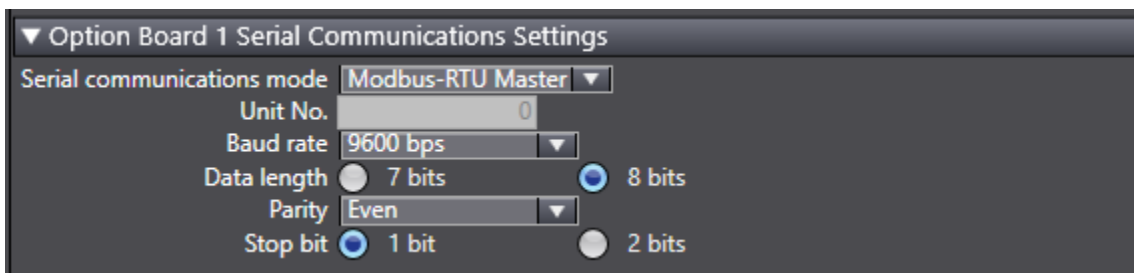 ▼ Option Board 1 Serial Communications Settings
Serial communications mode Modbus-RTU Master ▼
Unit No. 0
Baud rate 9600 bps ▼
Data length 7 bits 8 bits
Parity Even ▼
Stop bit 1 bit 2 bits